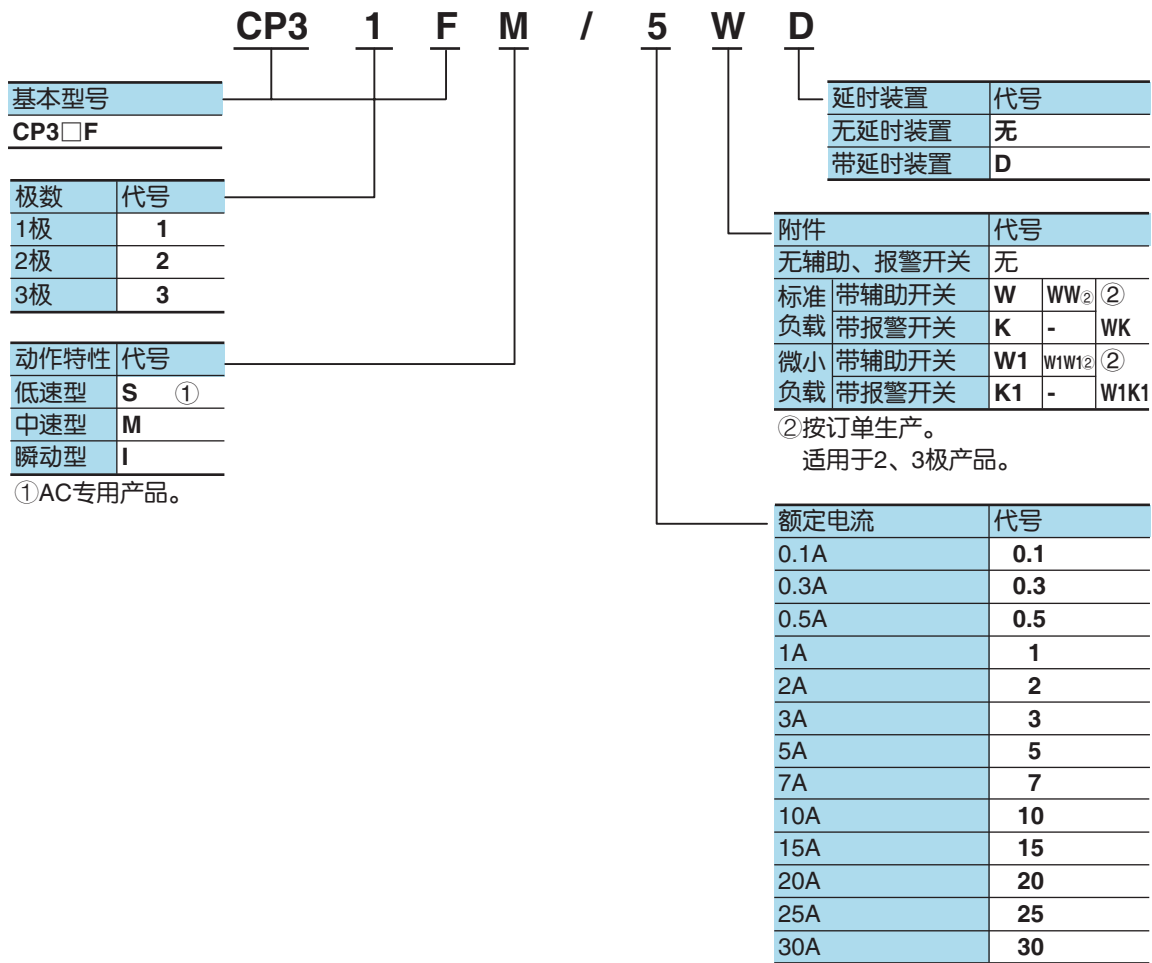 CP3 1 F M / 5 W D
基本型号
CP3□F
极数 代号
1极 1
2极 2
3极 3
动作特性 代号
低速型 S ①
中速型 M
瞬动型 I
①AC专用产品。
延时装置 代号
无延时装置 无
带延时装置 D
附件 代号
无辅助、报警开关 无
标准负载 带辅助开关 W WW② ②
带报警开关 K - WK
微小负载 带辅助开关 W1 W1W1② ②
带报警开关 K1 - W1K1
②按订单生产。
适用于2、3极产品。
额定电流 代号
0.1A 0.1
0.3A 0.3
0.5A 0.5
1A 1
2A 2
3A 3
5A 5
7A 7
10A 10
15A 15
20A 20
25A 25
30A 30